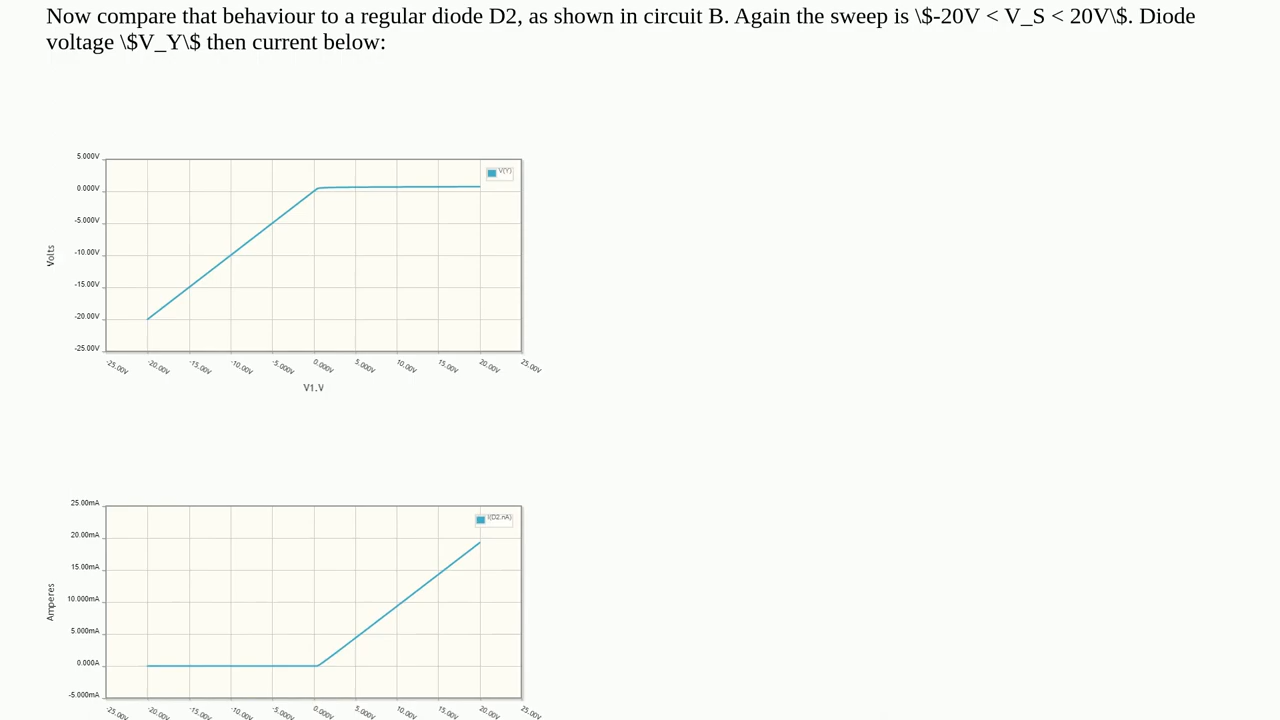 Now compare that behaviour to a regular diode D2, as shown in circuit B. Again the sweep is \$-20V < V_S < 20V\$. Diode
voltage \$V_Y\$ then current below:
5.000V
V(Y)
0.000V
-5.000V
-10.00V
-15.00V
-20.00V
-25.00V
Volts
-25.00V -20.00V -15.00V -10.00V -5.000V 0.000V 5.000V 10.00V 15.00V 20.00V 25.00V
V1.V
25.00mA
I(D2.nA)
20.00mA
15.00mA
10.000mA
5.000mA
0.000A
-5.000mA
Amperes
-25.00V -20.00V -15.00V -10.00V -5.000V 0.000V 5.000V 10.00V 15.00V 20.00V 25.00V